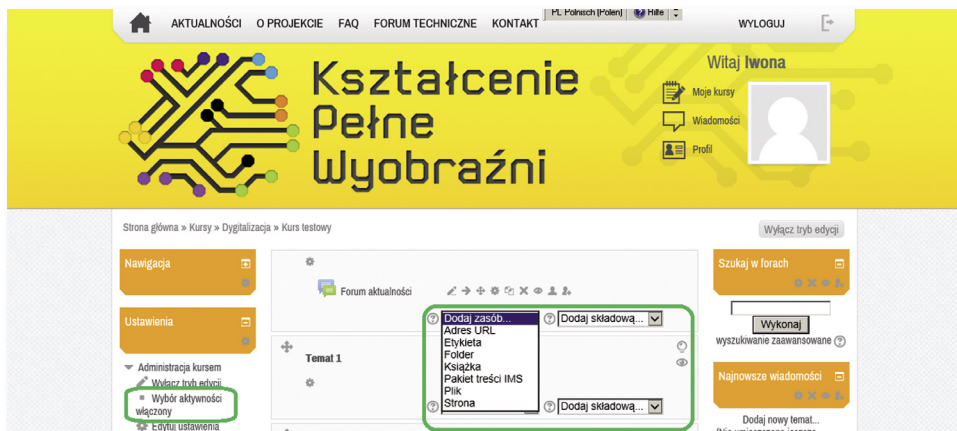 AKTUALNOŚCI O PROJEKCIE FAQ FORUM TECHNICZNE KONTAKT
PL Polnisch (Polen) Hilfe
WYLOGUJ
Kształcenie
Pełne
Wyobraźni
Witaj Iwona
Moje kursy
Wiadomości
Profil
Strona główna » Kursy » Dygitalizacja » Kurs testowy
Wyłącz tryb edycji
Nawigacja
Ustawienia
Administracja kursem
Wyłącz tryb edycji
Wybór aktywności
włączony
Edytuj ustawienia
Forum aktualności
Dodaj zasób... Dodaj składową...
Adres URL
Etykieta
Folder
Książka
Pakiet treści IMS
Plik
Strona
Temat 1
Dodaj składową...
Szukaj w forach
Wykonaj
wyszukiwanie zaawansowane
Najnowsze wiadomości
Dodaj nowy temat...
(Nie umieszczono jeszcze